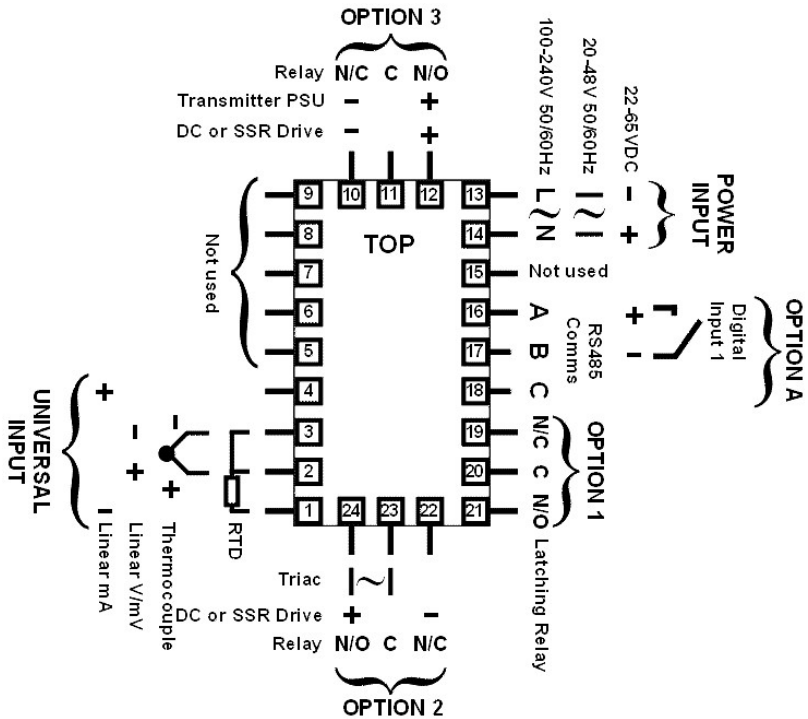 OPTION 3
Relay N/C C N/O
Transmitter PSU − +
DC or SSR Drive − +
100-240V 50/60Hz
20-48V 50/60Hz
22-65VDC
POWER
INPUT
9
10
11
12
13 L −
8
TOP
14 N +
7
15 Not used
6
16 A +
5
17 B −
4
18 C
3
19 N/C
2
20 C
1
21 N/O
24
23
22
Not used
RS485
Comms
Digital
Input 1
OPTION A
OPTION 1
Latching Relay
UNIVERSAL
INPUT
+ − Linear mA
− + Linear V/mV
− + Thermocouple
RTD
Triac ~
DC or SSR Drive + −
Relay N/O C N/C
OPTION 2